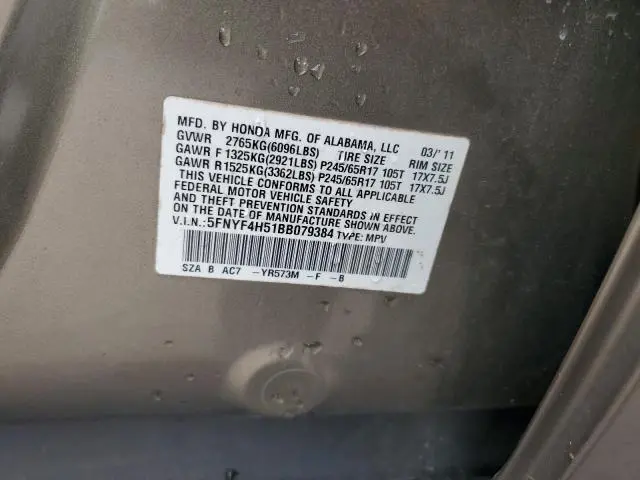 MFD. BY HONDA MFG. OF ALABAMA, LLC 03/'11
GVWR 2765KG(6096LBS) TIRE SIZE RIM SIZE
GAWR F 1325KG(2921LBS) P245/65R17 105T 17X7.5J
GAWR R1525KG(3362LBS) P245/65R17 105T 17X7.5J
THIS VEHICLE CONFORMS TO ALL APPLICABLE
FEDERAL MOTOR VEHICLE SAFETY
AND THEFT PREVENTION STANDARDS IN EFFECT
ON THE DATE OF MANUFACTURE SHOWN ABOVE.
V.I.N.:5FNYF4H51BB079384 TYPE: MPV
SZA B AC7 -YR573M -F -B